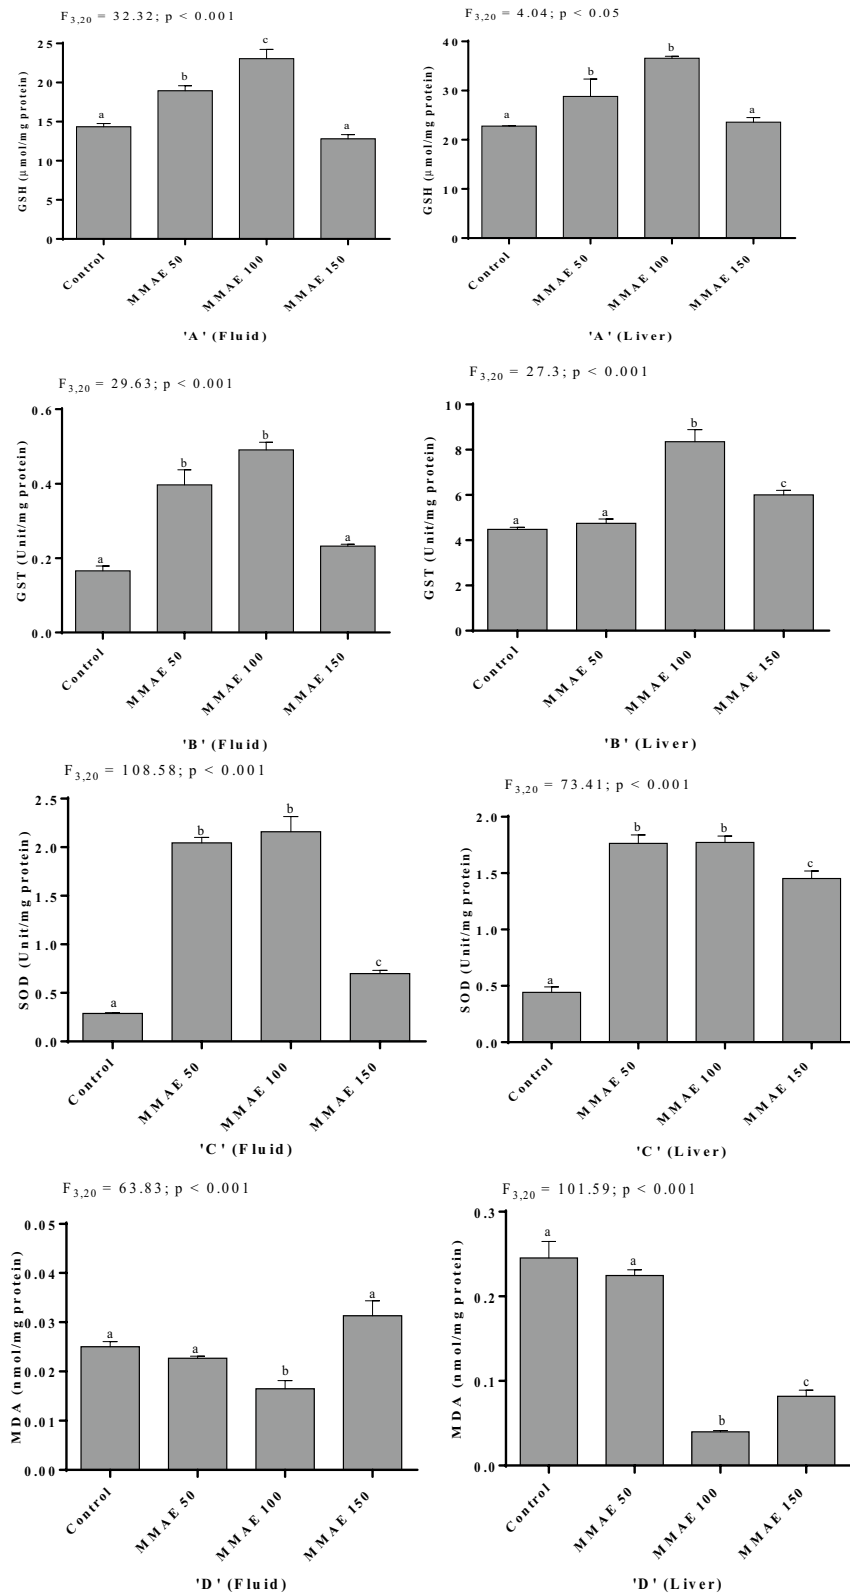 F3,20 = 32.32; p < 0.001
GSH (μmol/mg protein)
25
20
15
10
5
0
a
b
c
a
Control
MMAE 50
MMAE 100
MMAE 150
'A' (Fluid)
F3,20 = 4.04; p < 0.05
GSH (μmol/mg protein)
40
30
20
10
0
a
b
b
a
Control
MMAE 50
MMAE 100
MMAE 150
'A' (Liver)
F3,20 = 29.63; p < 0.001
GST (Unit/mg protein)
0.6
0.4
0.2
0.0
a
b
b
a
Control
MMAE 50
MMAE 100
MMAE 150
'B' (Fluid)
F3,20 = 27.3; p < 0.001
GST (Unit/mg protein)
10
8
6
4
2
0
a
a
b
c
Control
MMAE 50
MMAE 100
MMAE 150
'B' (Liver)
F3,20 = 108.58; p < 0.001
SOD (Unit/mg protein)
2.5
2.0
1.5
1.0
0.5
0.0
a
b
b
c
Control
MMAE 50
MMAE 100
MMAE 150
'C' (Fluid)
F3,20 = 73.41; p < 0.001
SOD (Unit/mg protein)
2.0
1.5
1.0
0.5
0.0
a
b
b
c
Control
MMAE 50
MMAE 100
MMAE 150
'C' (Liver)
F3,20 = 63.83; p < 0.001
MDA (nmol/mg protein)
0.05
0.04
0.03
0.02
0.01
0.00
a
a
b
a
Control
MMAE 50
MMAE 100
MMAE 150
'D' (Fluid)
F3,20 = 101.59; p < 0.001
MDA (nmol/mg protein)
0.3
0.2
0.1
0.0
a
a
b
c
Control
MMAE 50
MMAE 100
MMAE 150
'D' (Liver)